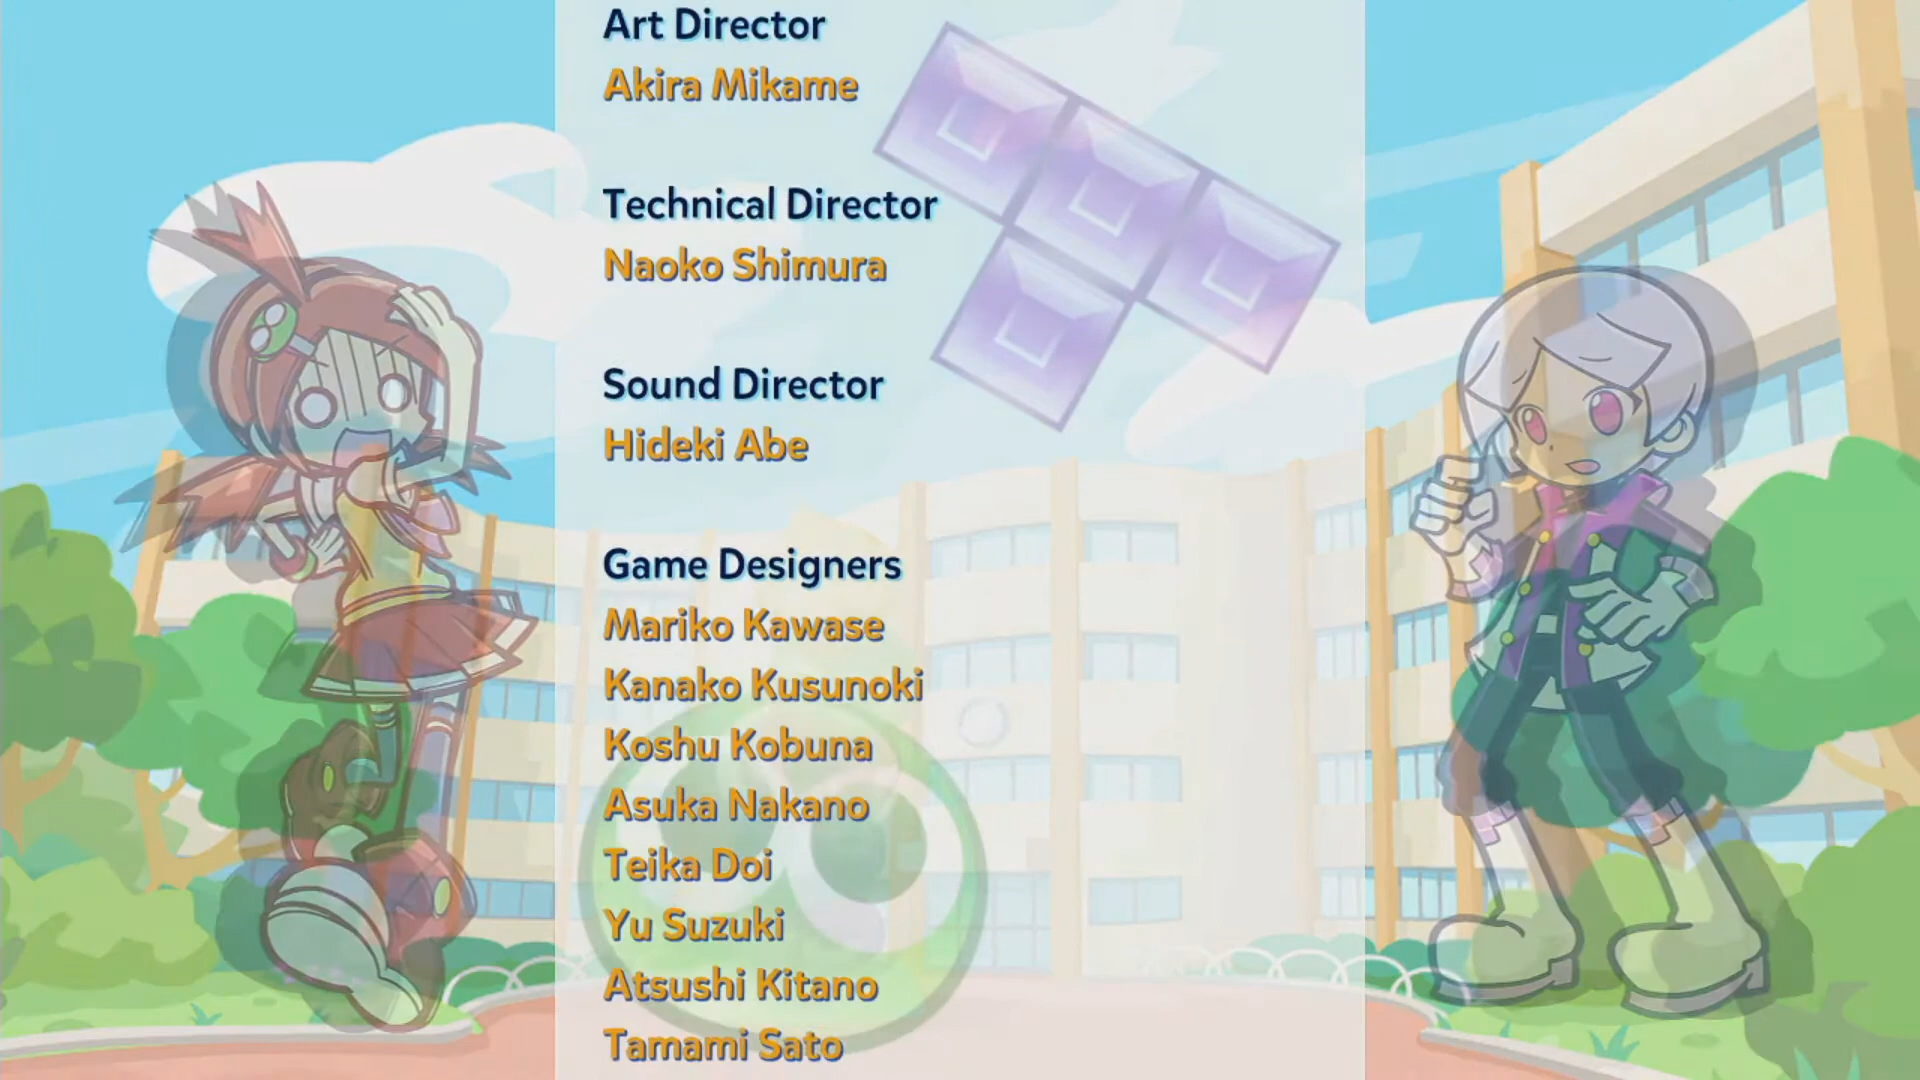 Art Director
Akira Mikame
Technical Director
Naoko Shimura
Sound Director
Hideki Abe
Game Designers
Mariko Kawase
Kanako Kusunoki
Koshu Kobuna
Asuka Nakano
Teika Doi
Yu Suzuki
Atsushi Kitano
Tamami Sato